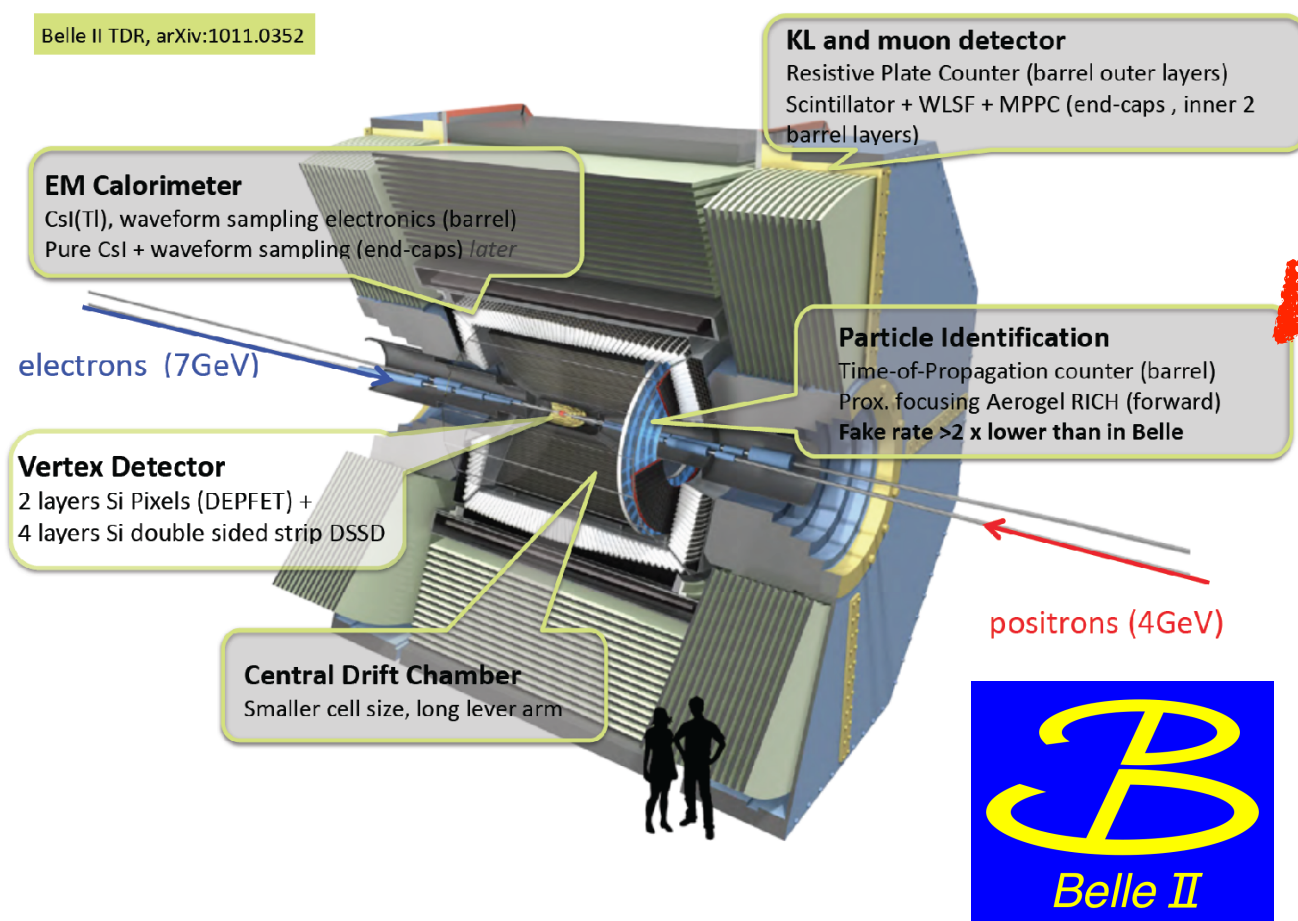 Belle II TDR, arXiv:1011.0352
KL and muon detector
Resistive Plate Counter (barrel outer layers)
Scintillator + WLSF + MPPC (end-caps , inner 2
barrel layers)
EM Calorimeter
CsI(Tl), waveform sampling electronics (barrel)
Pure CsI + waveform sampling (end-caps) later
electrons (7GeV)
Particle Identification
Time-of-Propagation counter (barrel)
Prox. focusing Aerogel RICH (forward)
Fake rate >2 x lower than in Belle
Vertex Detector
2 layers Si Pixels (DEPFET) +
4 layers Si double sided strip DSSD
positrons (4GeV)
Central Drift Chamber
Smaller cell size, long lever arm
B
Belle II